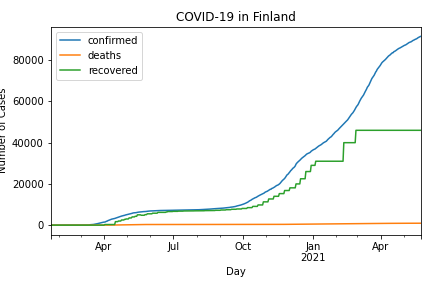 COVID-19 in Finland
confirmed
deaths
recovered
80000
60000
40000
20000
0
Number of Cases
Apr Jul Oct Jan Apr
2021
Day